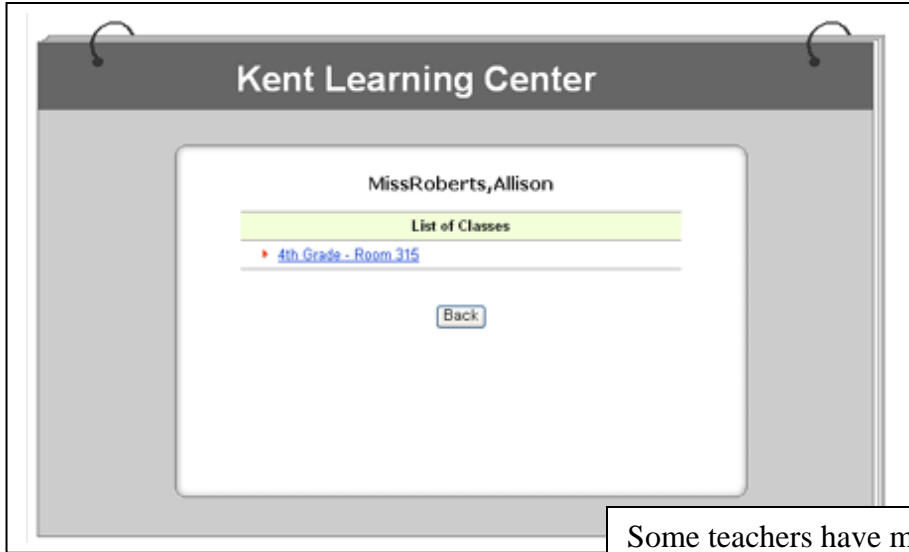 Kent Learning Center
MissRoberts,Allison
List of Classes
4th Grade - Room 315
Back
Some teachers have